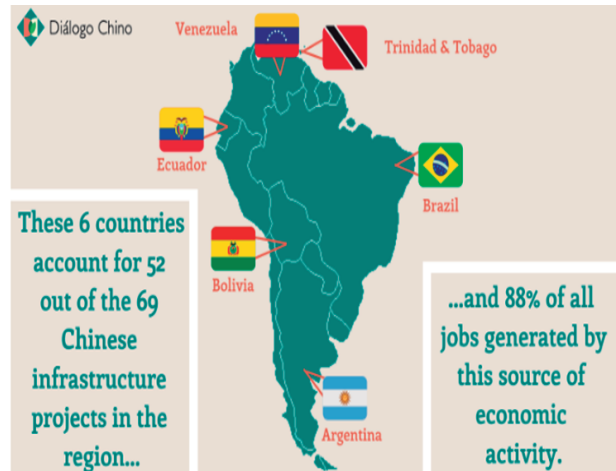 Diálogo Chino
Venezuela
Trinidad & Tobago
Ecuador
Brazil
Bolivia
Argentina
These 6 countries
account for 52
out of the 69
Chinese
infrastructure
projects in the
region...
...and 88% of all
jobs generated by
this source of
economic
activity.